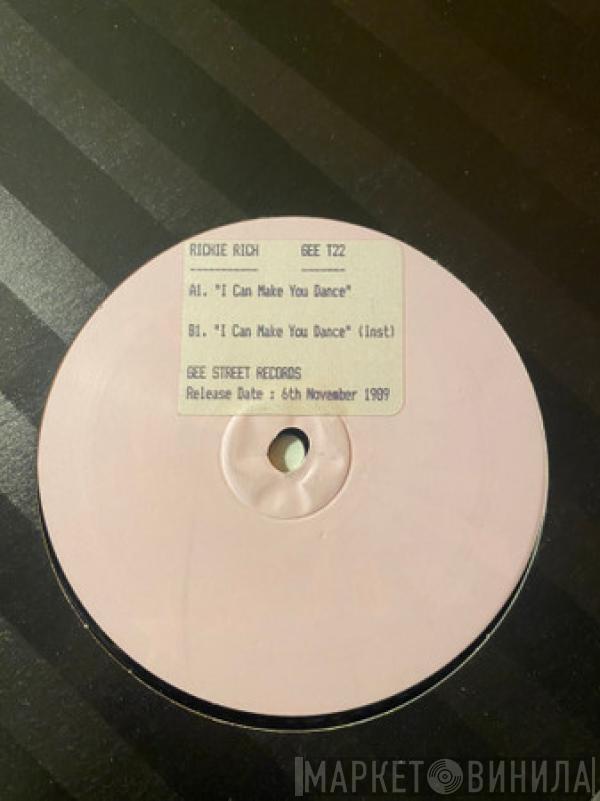 RICHIE RICH GEE T22
----------- -------
A1. "I Can Make You Dance"
B1. "I Can Make You Dance" (Inst)
GEE STREET RECORDS
Release Date : 6th November 1989
МАРКЕТ ВИНИЛА